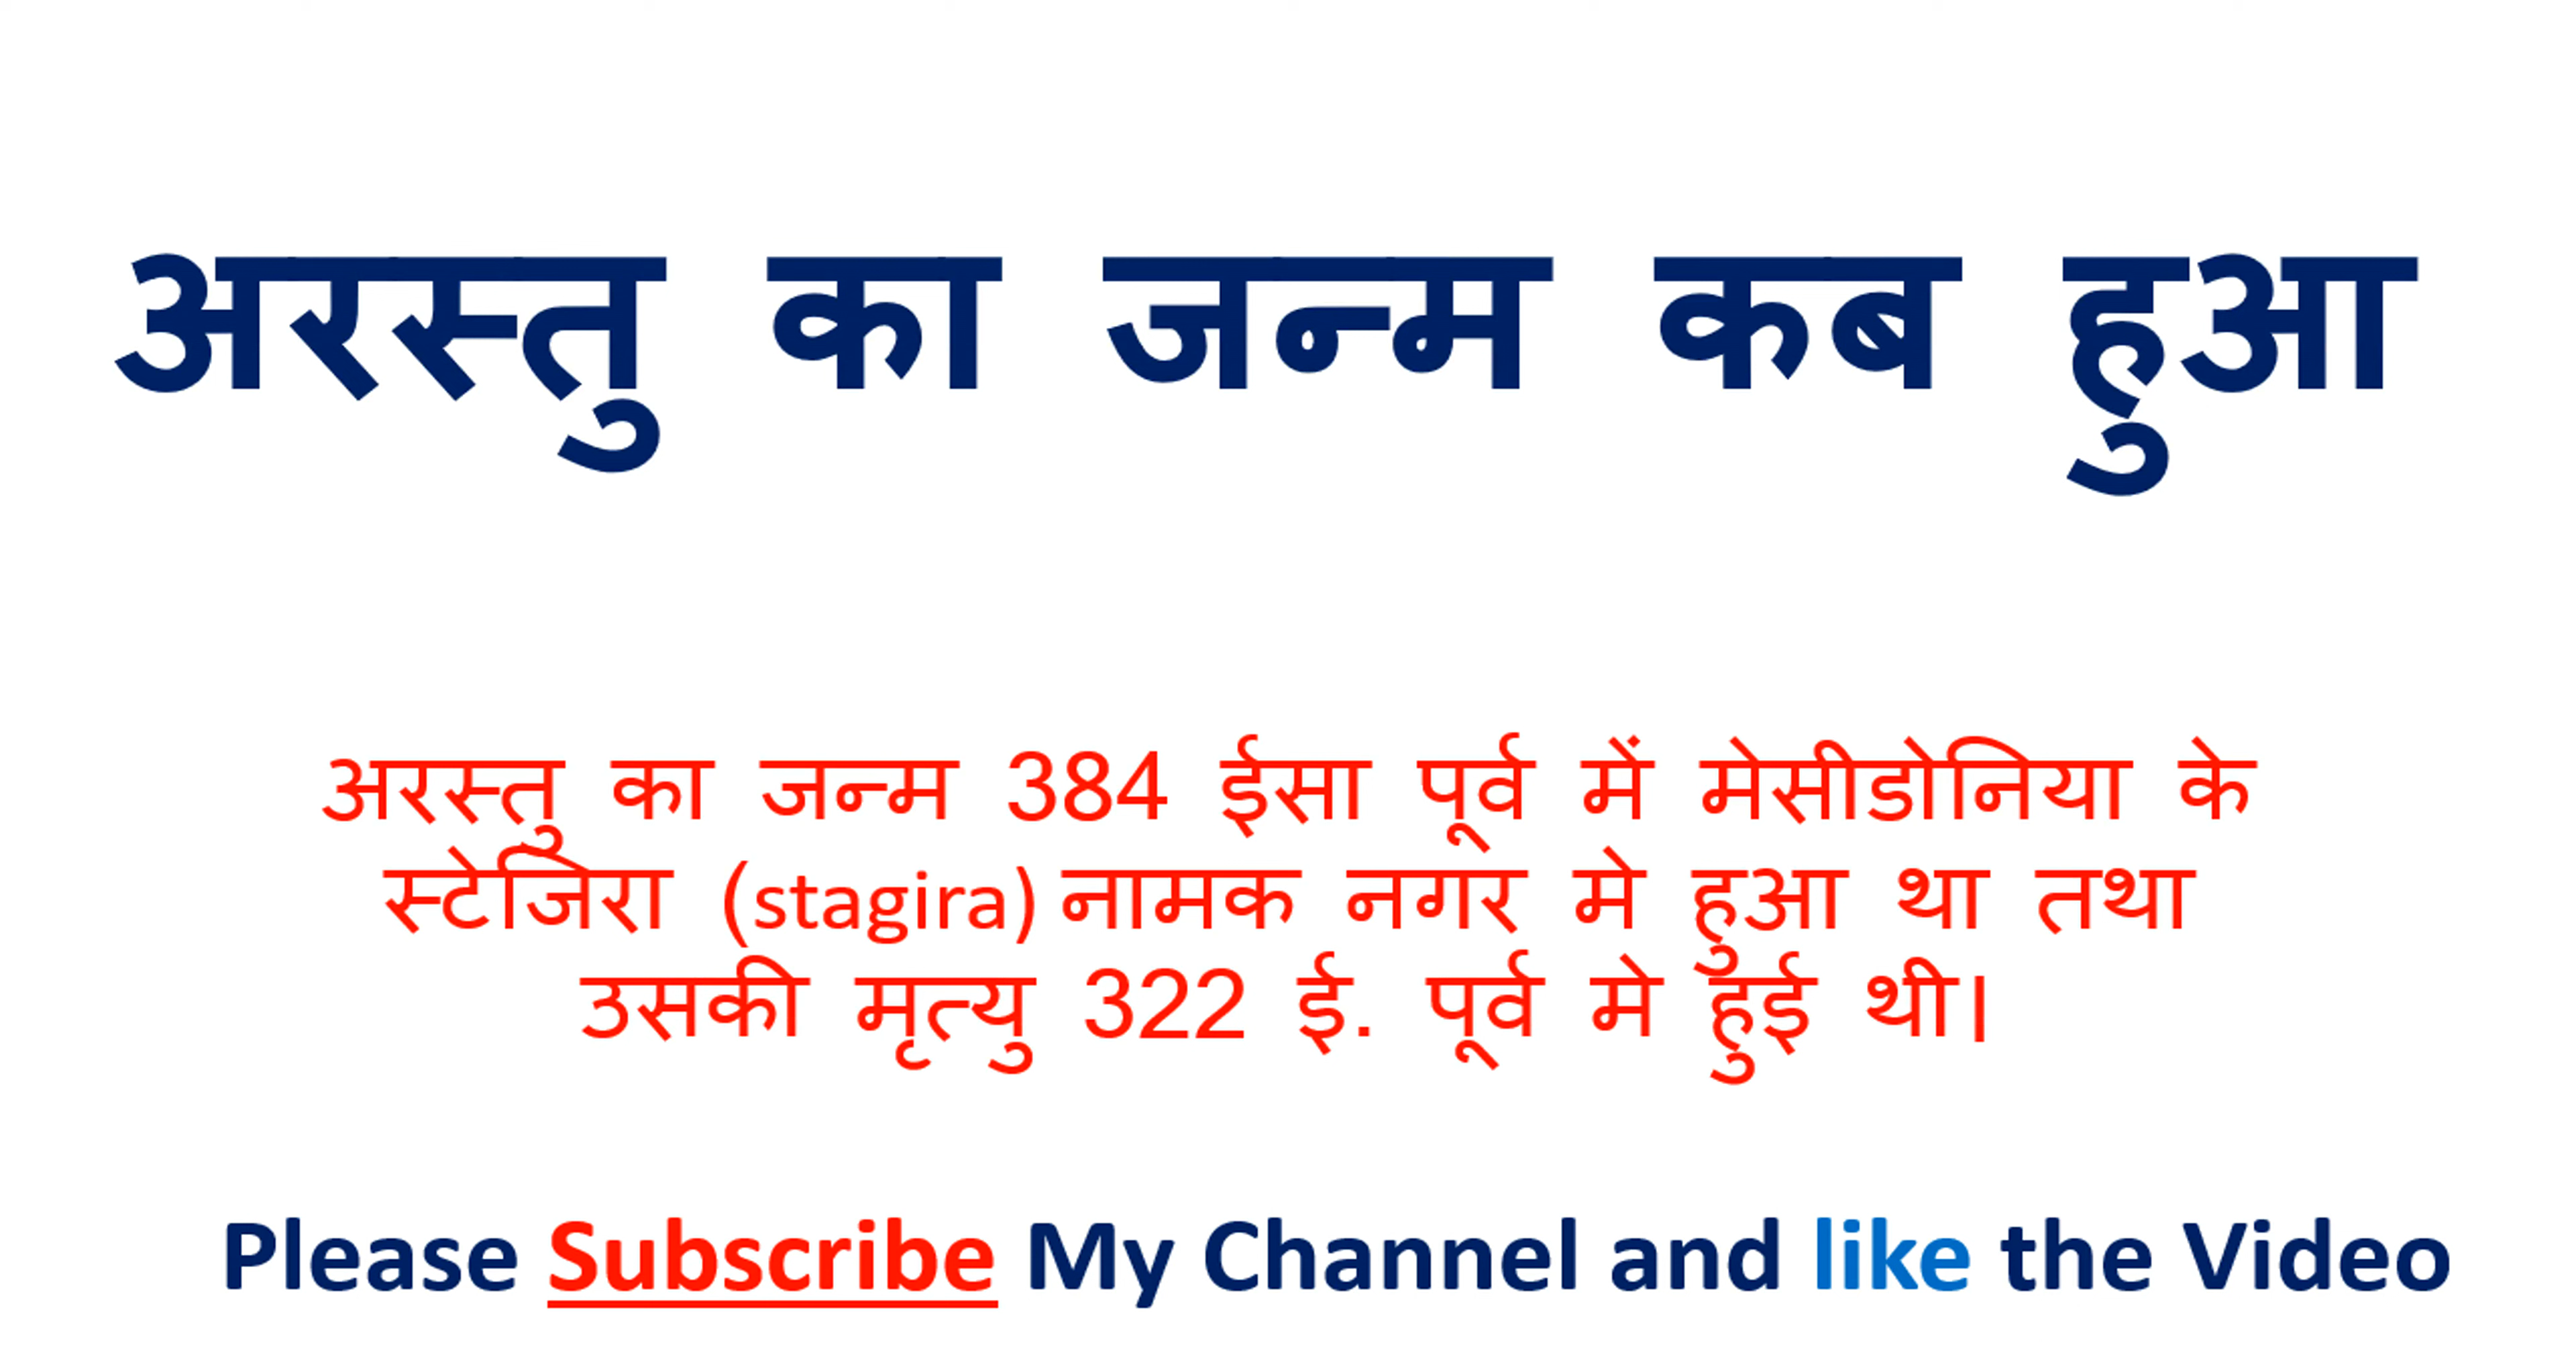 अरस्तु का जन्म कब हुआ
अरस्तु का जन्म 384 ईसा पूर्व में मेसीडोनिया के
स्टेजिरा (stagira) नामक नगर मे हुआ था तथा
उसकी मृत्यु 322 ई. पूर्व मे हुई थी।
Please Subscribe My Channel and like the Video